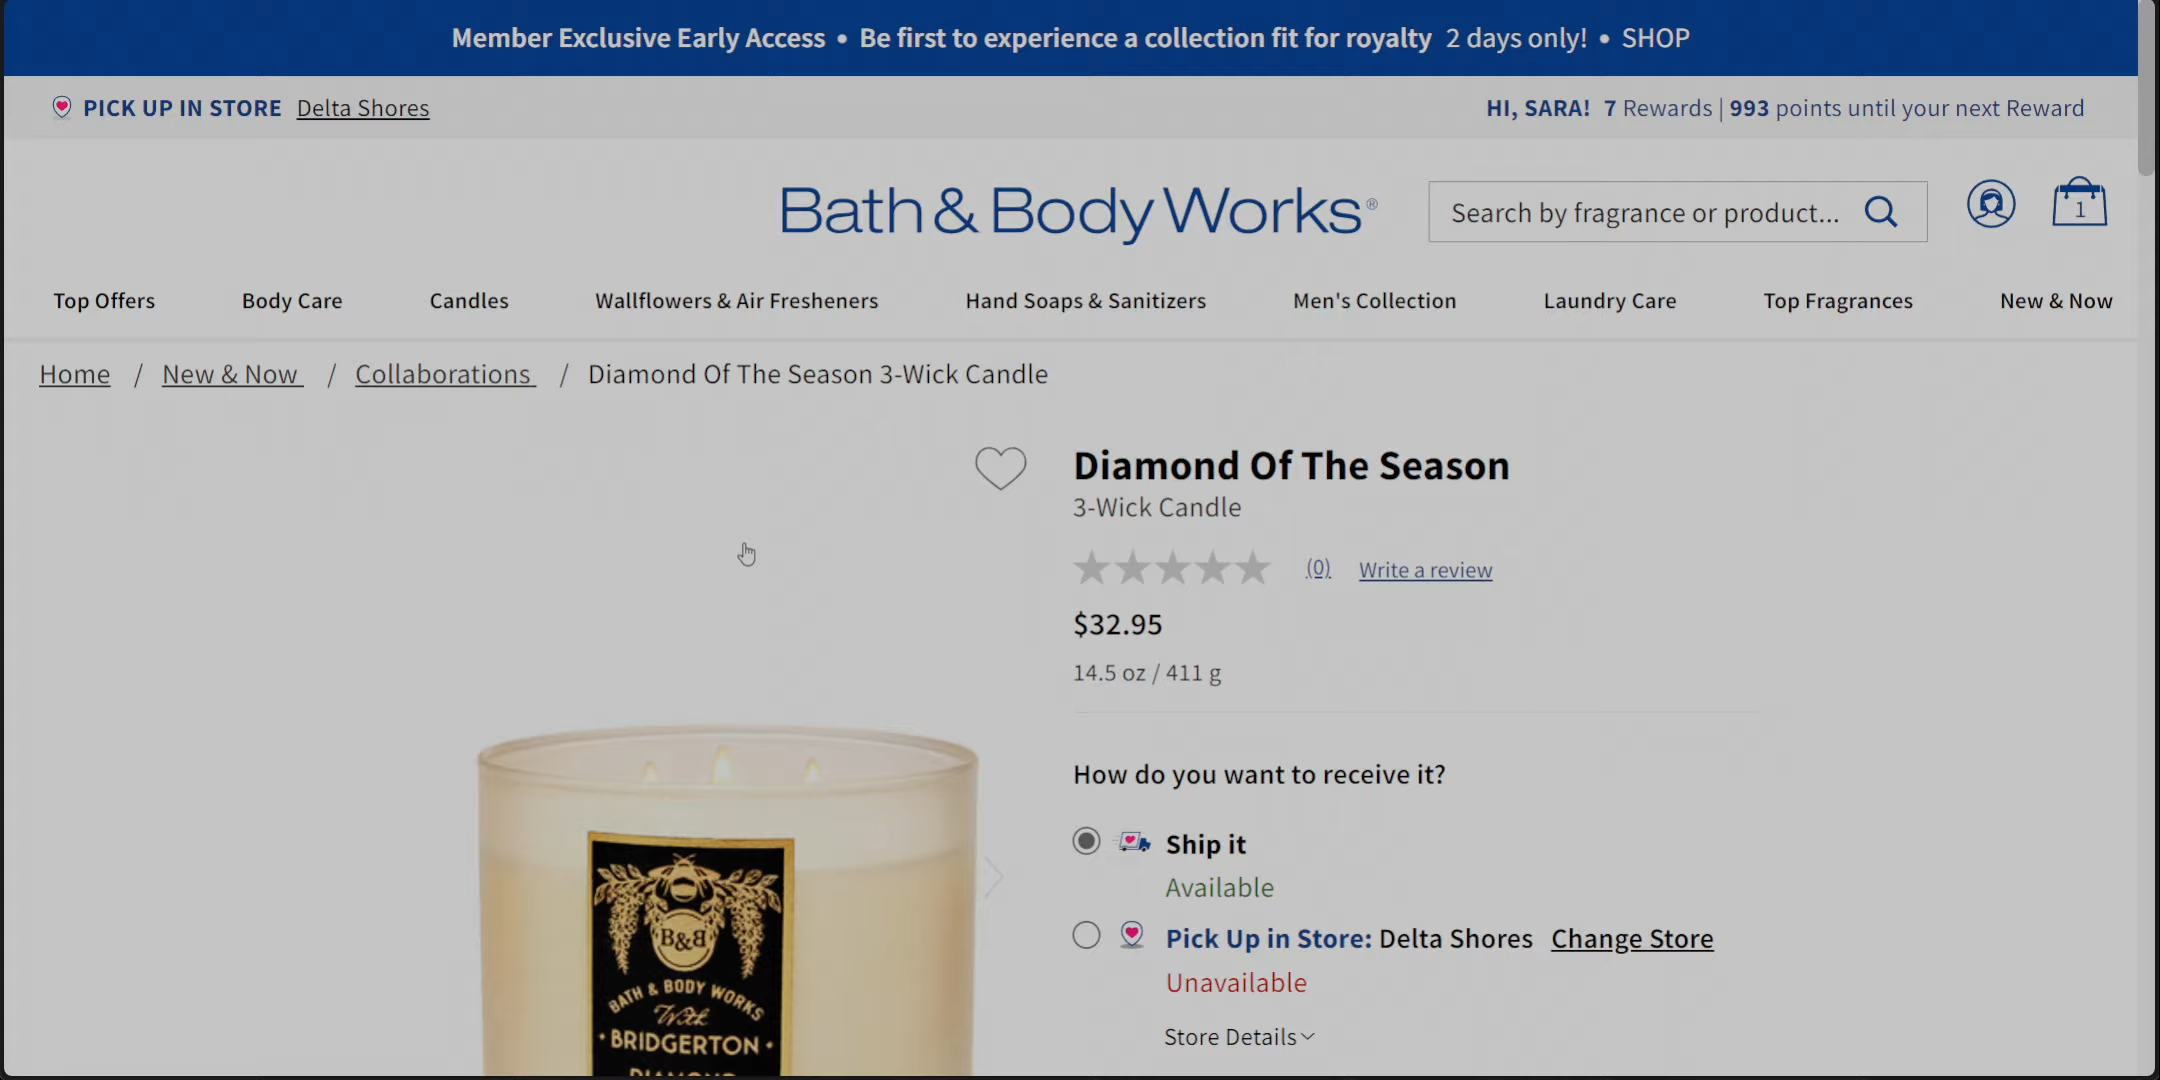 Member Exclusive Early Access • Be first to experience a collection fit for royalty 2 days only! • SHOP
PICK UP IN STORE Delta Shores
HI, SARA! 7 Rewards | 993 points until your next Reward
Bath & Body Works®
Search by fragrance or product...
1
Top Offers Body Care Candles Wallflowers & Air Fresheners Hand Soaps & Sanitizers Men's Collection Laundry Care Top Fragrances New & Now
Home / New & Now / Collaborations / Diamond Of The Season 3-Wick Candle
Diamond Of The Season
3-Wick Candle
(0) Write a review
$32.95
14.5 oz / 411 g
How do you want to receive it?
Ship it
Available
Pick Up in Store: Delta Shores Change Store
Unavailable
Store Details
B&B
BATH & BODY WORKS
With
• BRIDGERTON •
DIAMOND